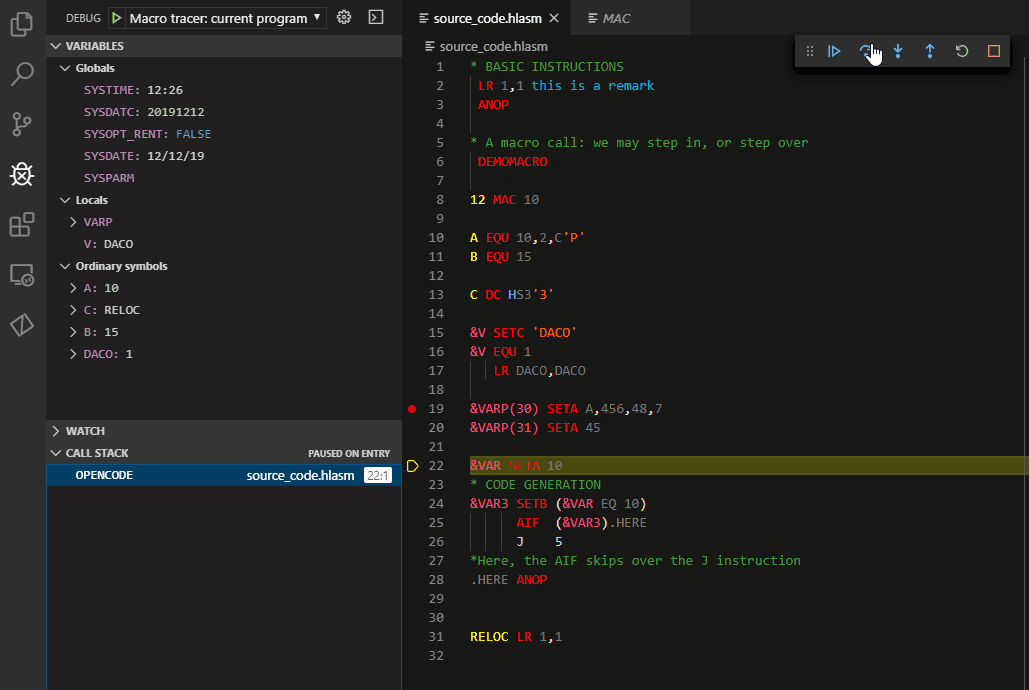 DEBUG Macro tracer: current program
VARIABLES
Globals
SYSTIME: 12:26
SYSDATC: 20191212
SYSOPT_RENT: FALSE
SYSDATE: 12/12/19
SYSPARM
Locals
VARP
V: DACO
Ordinary symbols
A: 10
C: RELOC
B: 15
DACO: 1
WATCH
CALL STACK PAUSED ON ENTRY
OPENCODE source_code.hlasm 22:1
source_code.hlasm MAC
source_code.hlasm
1 * BASIC INSTRUCTIONS
2 LR 1,1 this is a remark
3 ANOP
4
5 * A macro call: we may step in, or step over
6 DEMOMACRO
7
8 12 MAC 10
9
10 A EQU 10,2,C'P'
11 B EQU 15
12
13 C DC HS3'3'
14
15 &V SETC 'DACO'
16 &V EQU 1
17 LR DACO,DACO
18
19 &VARP(30) SETA A,456,48,7
20 &VARP(31) SETA 45
21
22 &VAR SETA 10
23 * CODE GENERATION
24 &VAR3 SETB (&VAR EQ 10)
25 AIF (&VAR3).HERE
26 J 5
27 *Here, the AIF skips over the J instruction
28 .HERE ANOP
29
30
31 RELOC LR 1,1
32